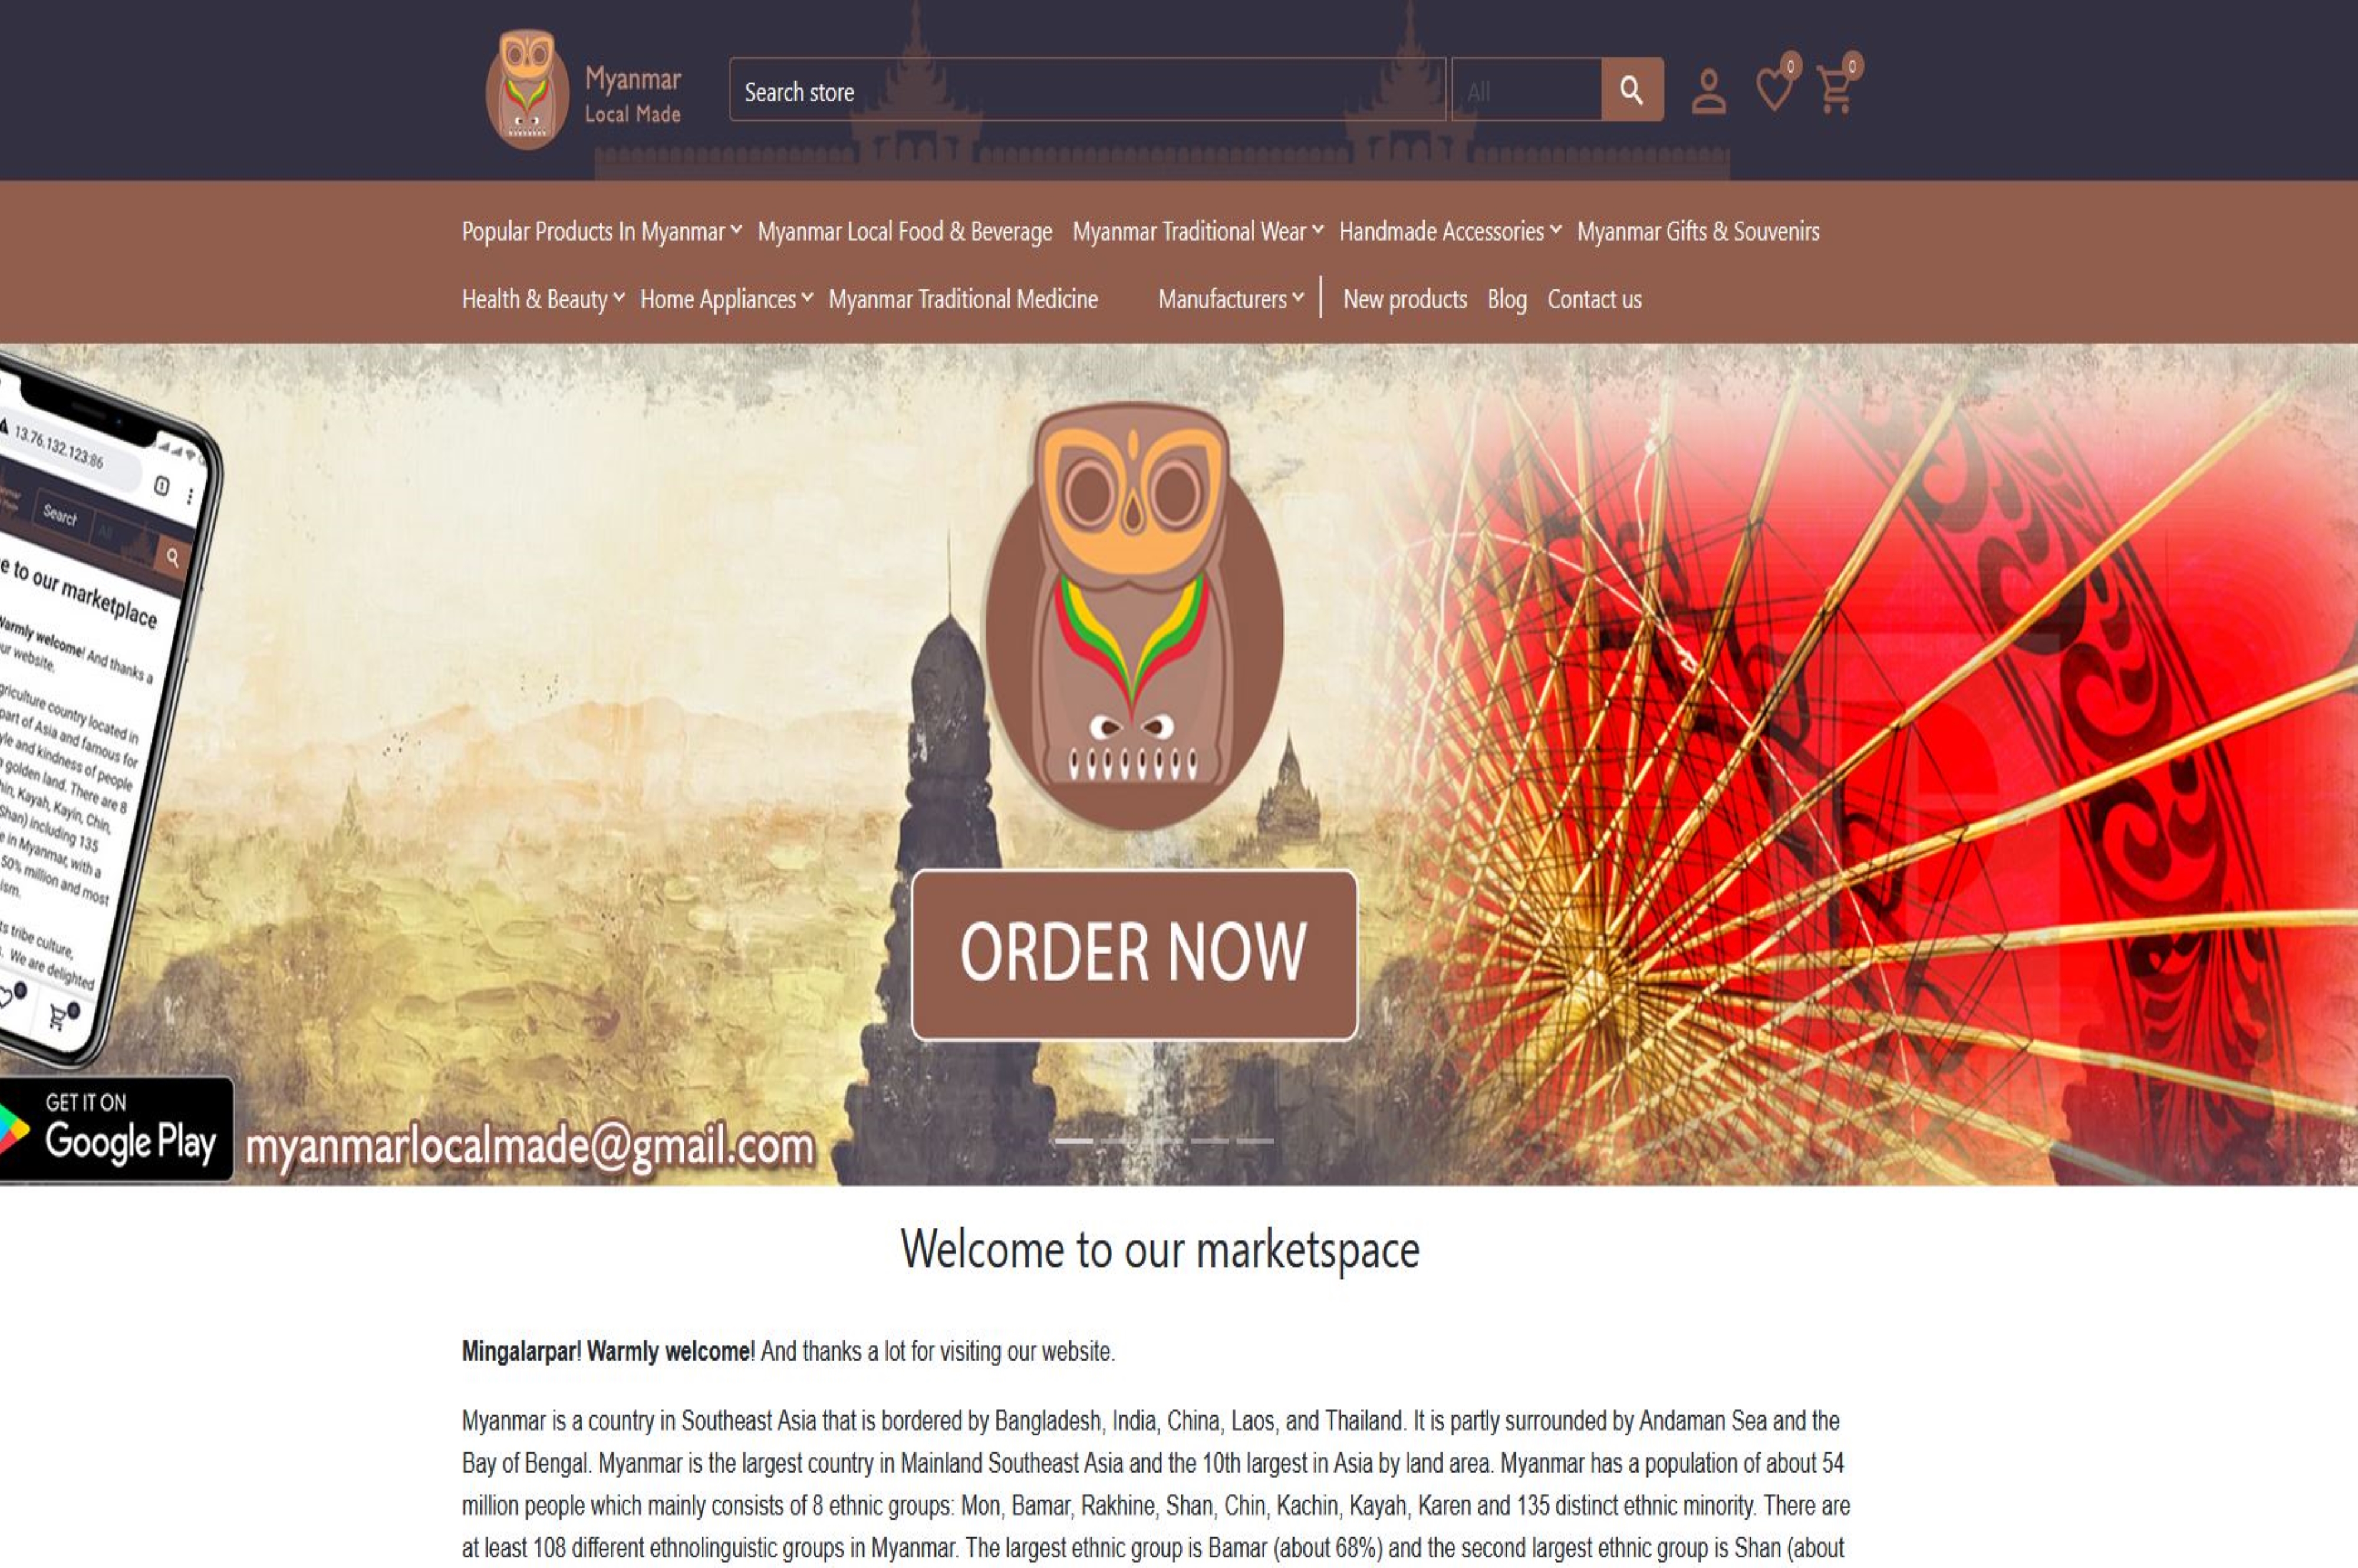 Myanmar
Local Made
Search store
All
0
0
Popular Products In Myanmar Myanmar Local Food & Beverage Myanmar Traditional Wear Handmade Accessories Myanmar Gifts & Souvenirs
Health & Beauty Home Appliances Myanmar Traditional Medicine Manufacturers New products Blog Contact us
13.76.132.123:86
Search
All
e to our marketplace
Warmly welcome! And thanks a
ur website.
griculture country located in
part of Asia and famous for
yle and kindness of people
golden land. There are 8
hin, Kayah, Kayin, Chin,
Shan) including 135
e in Myanmar, with a
50% million and most
ism.
ts tribe culture,
. We are delighted
ORDER NOW
GET IT ON
Google Play
myanmarlocalmade@gmail.com
Welcome to our marketspace
Mingalarpar! Warmly welcome! And thanks a lot for visiting our website.
Myanmar is a country in Southeast Asia that is bordered by Bangladesh, India, China, Laos, and Thailand. It is partly surrounded by Andaman Sea and the
Bay of Bengal. Myanmar is the largest country in Mainland Southeast Asia and the 10th largest in Asia by land area. Myanmar has a population of about 54
million people which mainly consists of 8 ethnic groups: Mon, Bamar, Rakhine, Shan, Chin, Kachin, Kayah, Karen and 135 distinct ethnic minority. There are
at least 108 different ethnolinguistic groups in Myanmar. The largest ethnic group is Bamar (about 68%) and the second largest ethnic group is Shan (about